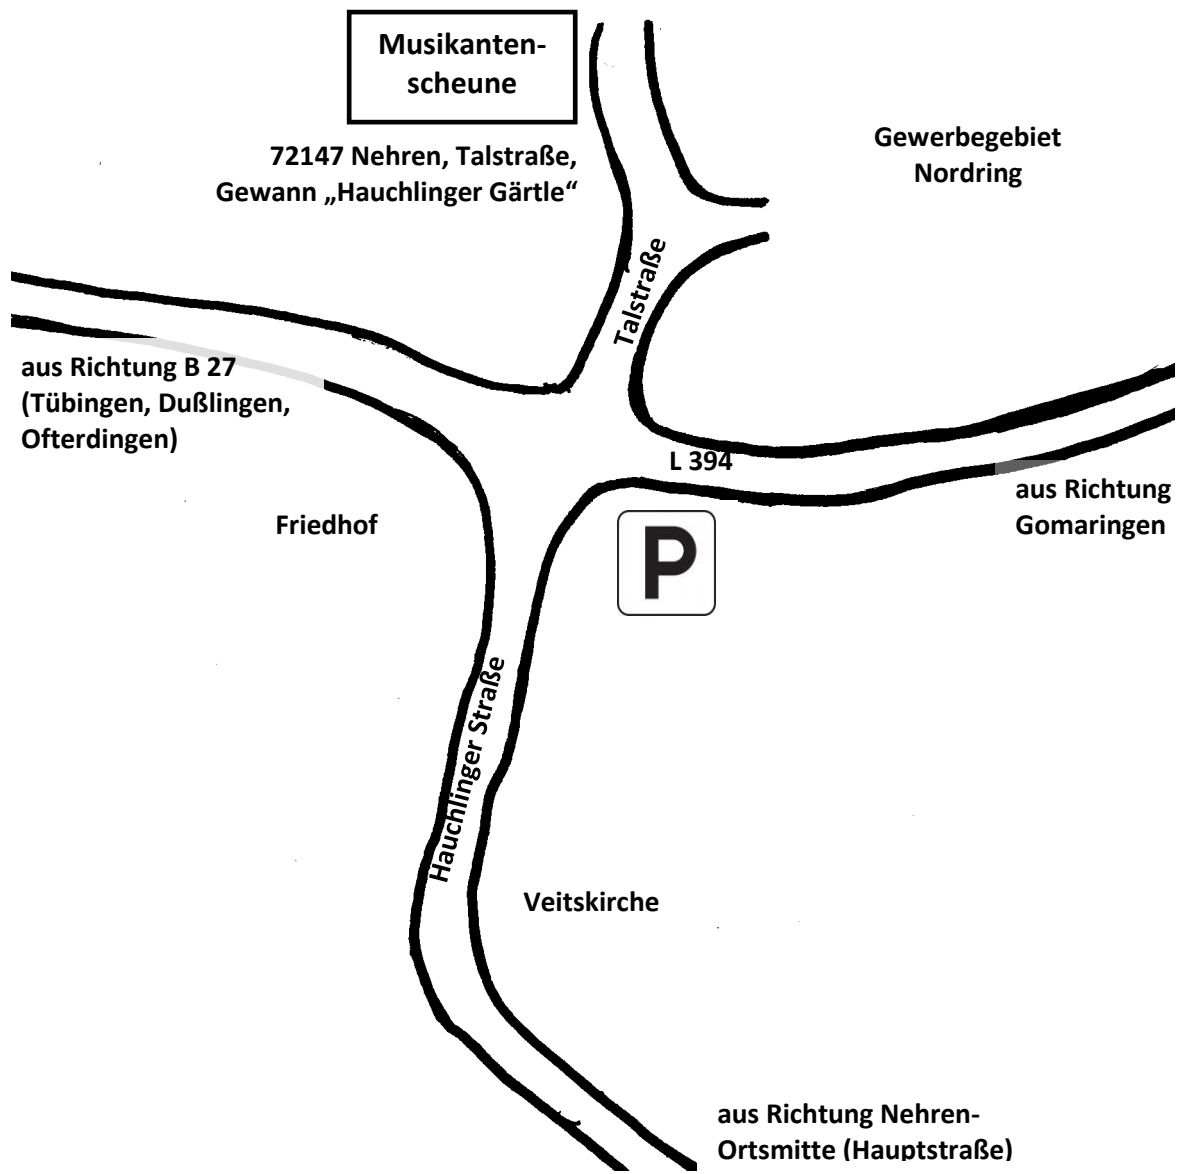 Musikanten-
scheune
72147 Nehren, Talstraße,
Gewann „Hauchlinger Gärtle“
Gewerbegebiet
Nordring
Talstraße
aus Richtung B 27
(Tübingen, Dußlingen,
Ofterdingen)
L 394
aus Richtung
Gomaringen
Friedhof
P
Hauchlinger Straße
Veitskirche
aus Richtung Nehren-
Ortsmitte (Hauptstraße)